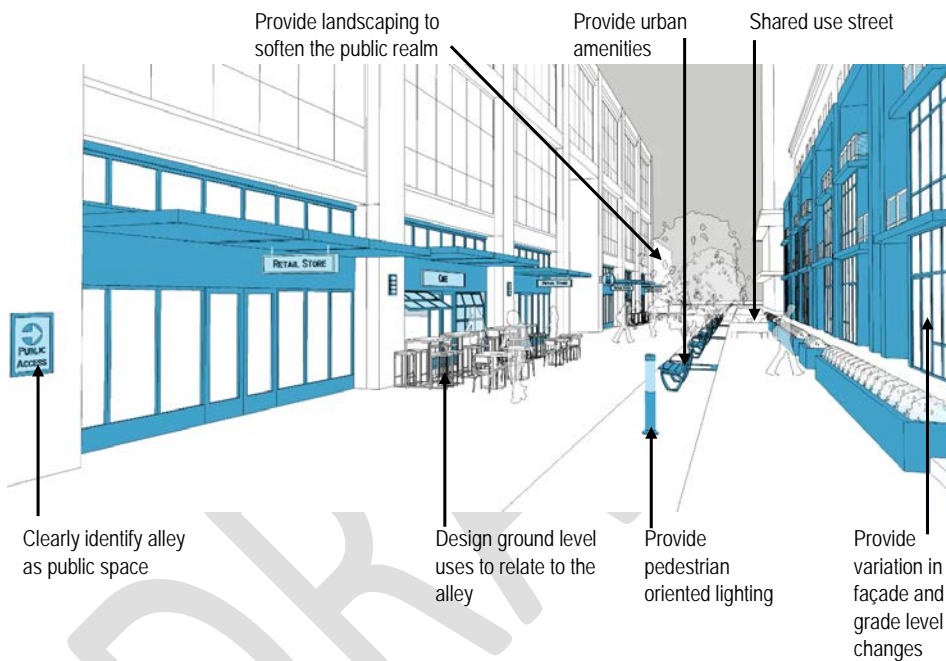 Provide landscaping to
soften the public realm
Provide urban
amenities
Shared use street
RETAIL STORE
CAFE
RETAIL STORE
PUBLIC
ACCESS
Clearly identify alley
as public space
Design ground level
uses to relate to the
alley
Provide
pedestrian
oriented lighting
Provide
variation in
façade and
grade level
changes
DRAFT